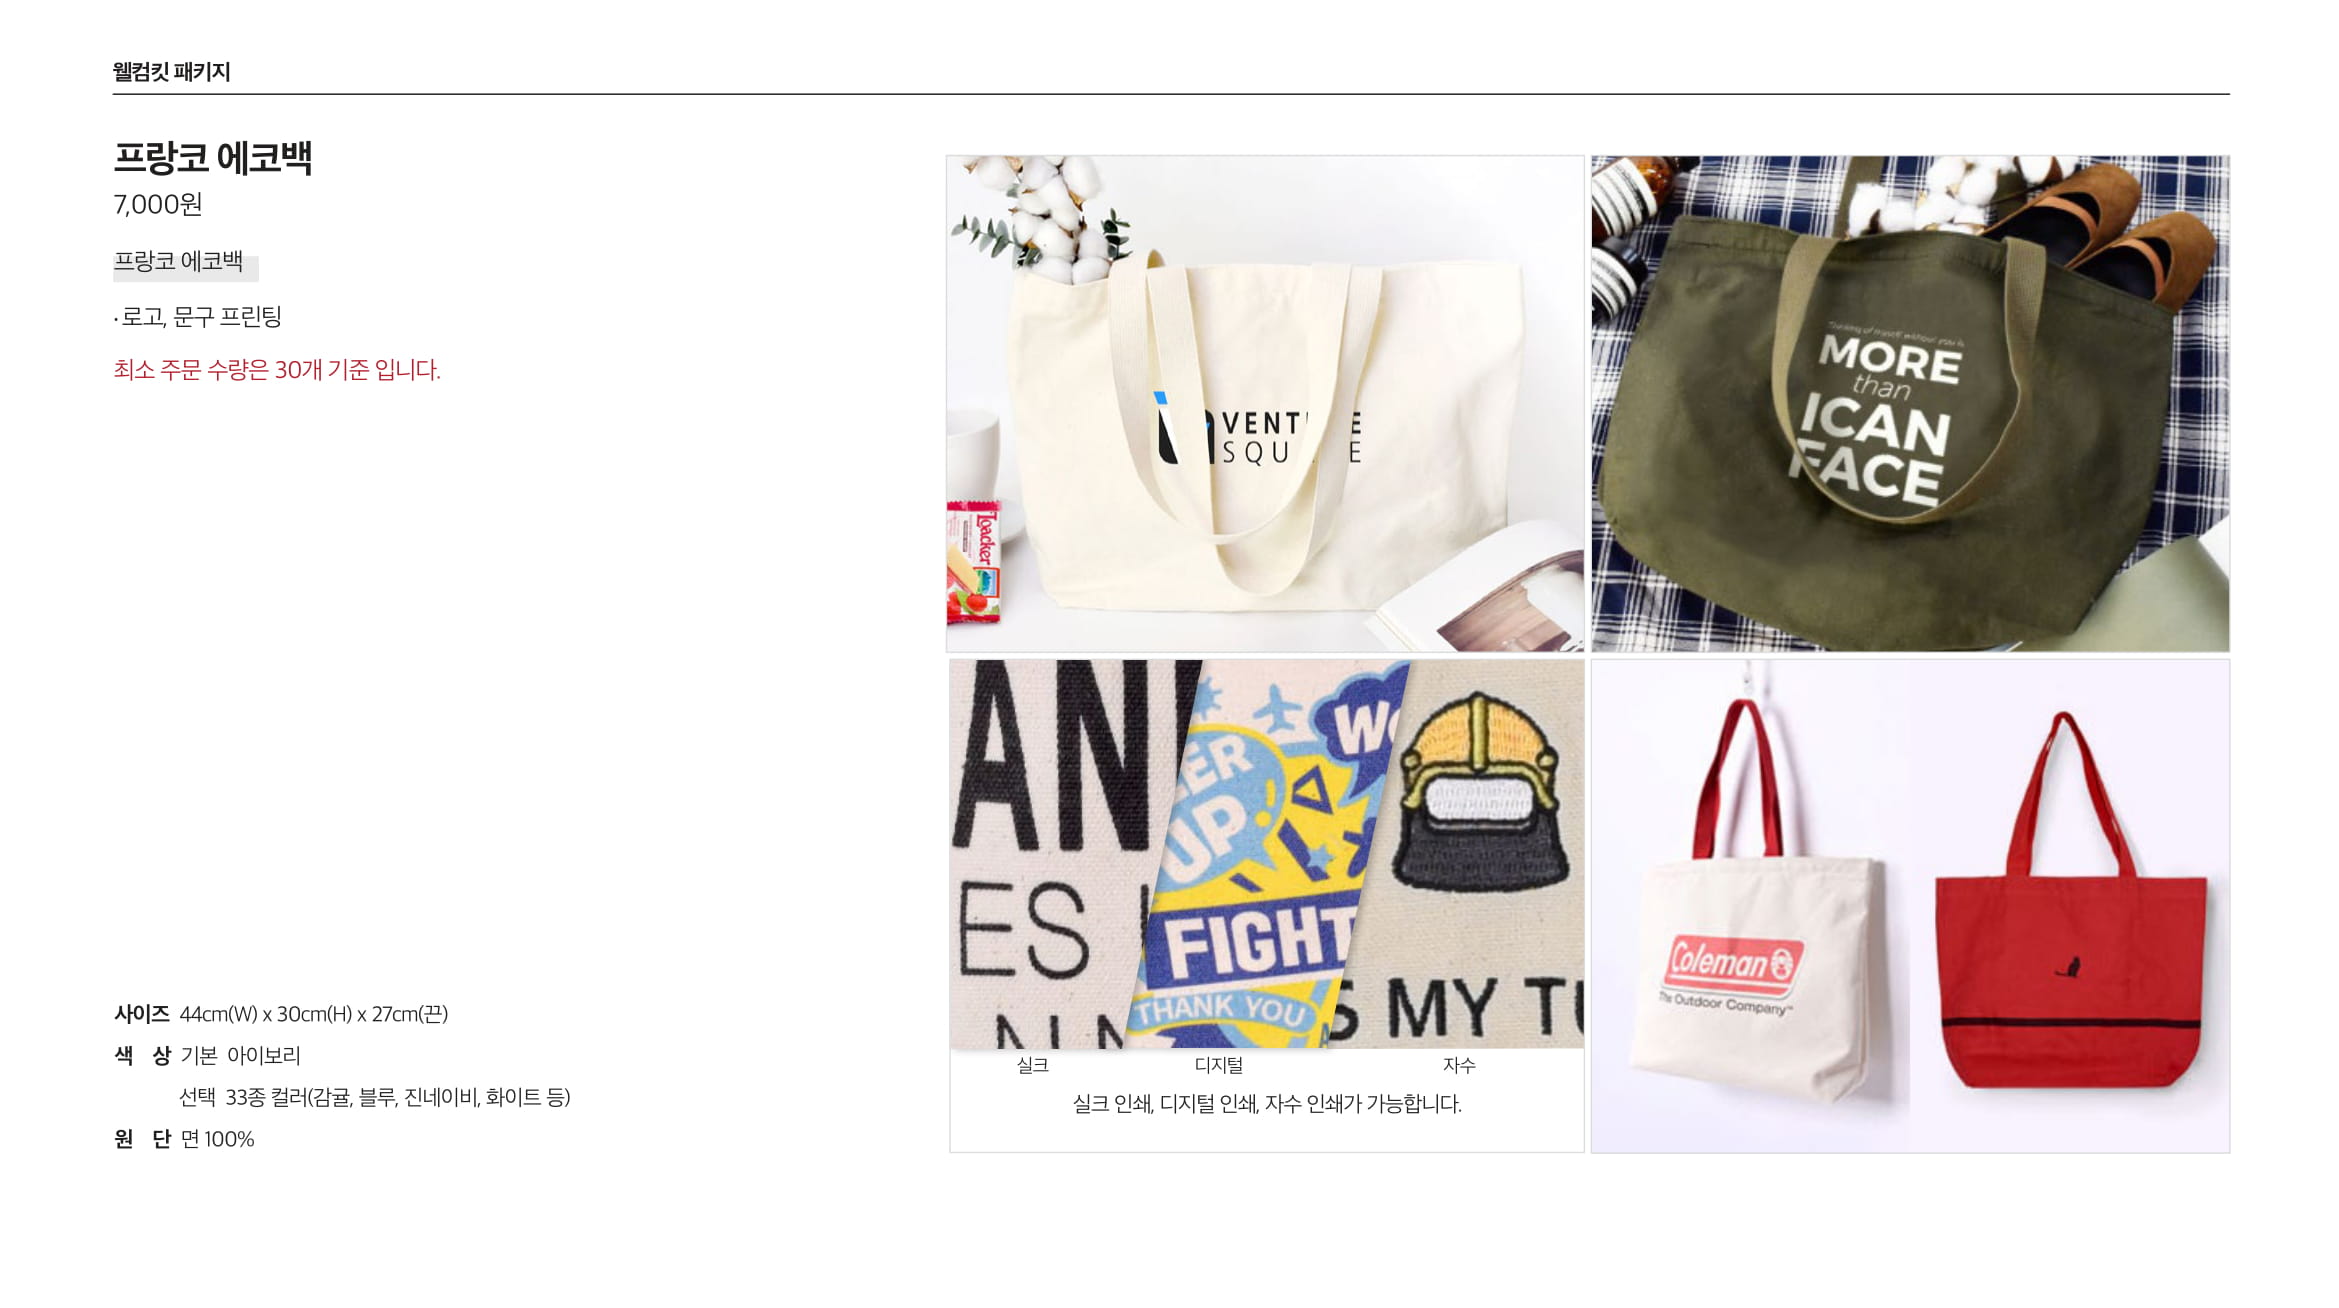 웰컴킷 패키지
프랑코 에코백
7,000원
프랑코 에코백
· 로고, 문구 프린팅
최소 주문 수량은 30개 기준 입니다.
사이즈 44cm(W) x 30cm(H) x 27cm(끈)
색 상 기본 아이보리
선택 33종 컬러(감귤, 블루, 진네이비, 화이트 등)
원 단 면 100%
VENT E
SQU E
Loacker
MORE
than
ICAN
FACE
AN
ES
NN
ER
UP!
WO
FIGHT
THANK YOU
S MY TU
실크 디지털 자수
실크 인쇄, 디지털 인쇄, 자수 인쇄가 가능합니다.
Coleman
The Outdoor Company™